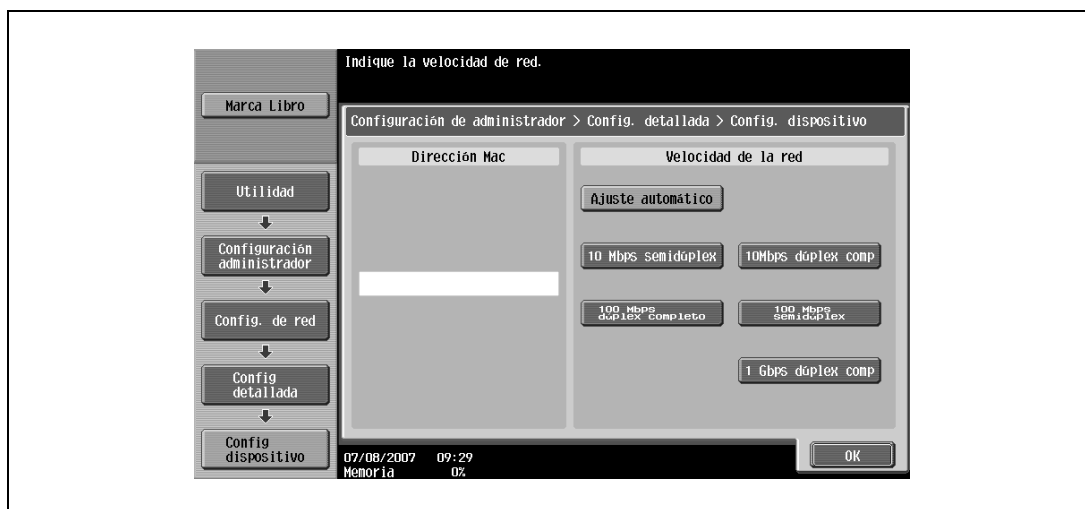 Indique la velocidad de red.
Marca Libro
Configuración de administrador > Config. detallada > Config. dispositivo
Dirección Mac
Velocidad de la red
Utilidad
Ajuste automático
Configuración
administrador
10 Mbps semidúplex
10Mbps dúplex comp
Config. de red
100 Mbps
dúplex completo
100 Mbps
semidúplex
Config
detallada
1 Gbps dúplex comp
Config
dispositivo
07/08/2007 09:29
Memoria 0%
OK